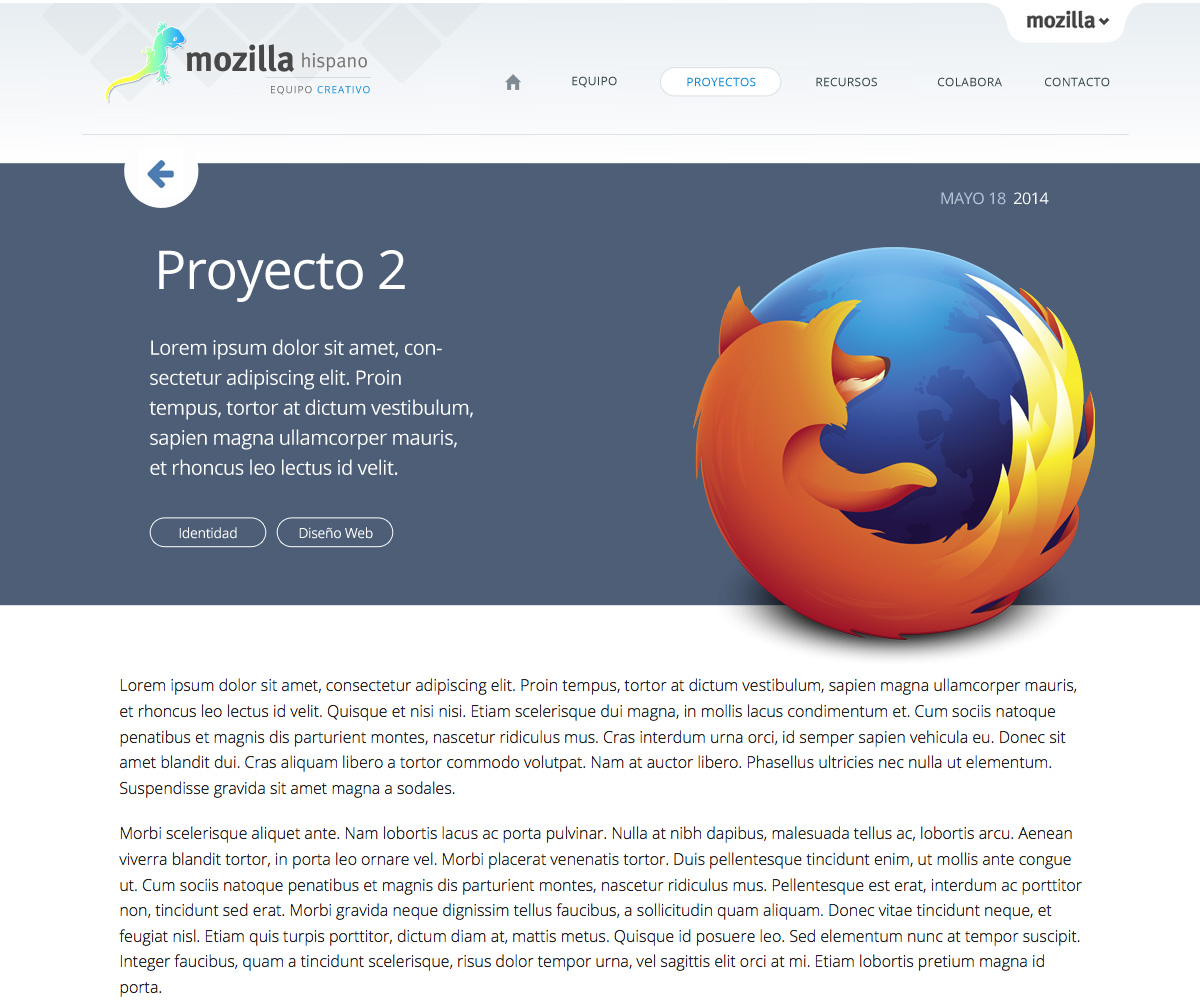 mozilla
mozilla hispano
EQUIPO CREATIVO
EQUIPO
PROYECTOS
RECURSOS
COLABORA
CONTACTO
MAYO 18 2014
Proyecto 2
Lorem ipsum dolor sit amet, con-
sectetur adipiscing elit. Proin
tempus, tortor at dictum vestibulum,
sapien magna ullamcorper mauris,
et rhoncus leo lectus id velit.
Identidad
Diseño Web
Lorem ipsum dolor sit amet, consectetur adipiscing elit. Proin tempus, tortor at dictum vestibulum, sapien magna ullamcorper mauris,
et rhoncus leo lectus id velit. Quisque et nisi nisi. Etiam scelerisque dui magna, in mollis lacus condimentum et. Cum sociis natoque
penatibus et magnis dis parturient montes, nascetur ridiculus mus. Cras interdum urna orci, id semper sapien vehicula eu. Donec sit
amet blandit dui. Cras aliquam libero a tortor commodo volutpat. Nam at auctor libero. Phasellus ultricies nec nulla ut elementum.
Suspendisse gravida sit amet magna a sodales.
Morbi scelerisque aliquet ante. Nam lobortis lacus ac porta pulvinar. Nulla at nibh dapibus, malesuada tellus ac, lobortis arcu. Aenean
viverra blandit tortor, in porta leo ornare vel. Morbi placerat venenatis tortor. Duis pellentesque tincidunt enim, ut mollis ante congue
ut. Cum sociis natoque penatibus et magnis dis parturient montes, nascetur ridiculus mus. Pellentesque est erat, interdum ac porttitor
non, tincidunt sed erat. Morbi gravida neque dignissim tellus faucibus, a sollicitudin quam aliquam. Donec vitae tincidunt neque, et
feugiat nisl. Etiam quis turpis porttitor, dictum diam at, mattis metus. Quisque id posuere leo. Sed elementum nunc at tempor suscipit.
Integer faucibus, quam a tincidunt scelerisque, risus dolor tempor urna, vel sagittis elit orci at mi. Etiam lobortis pretium magna id
porta.